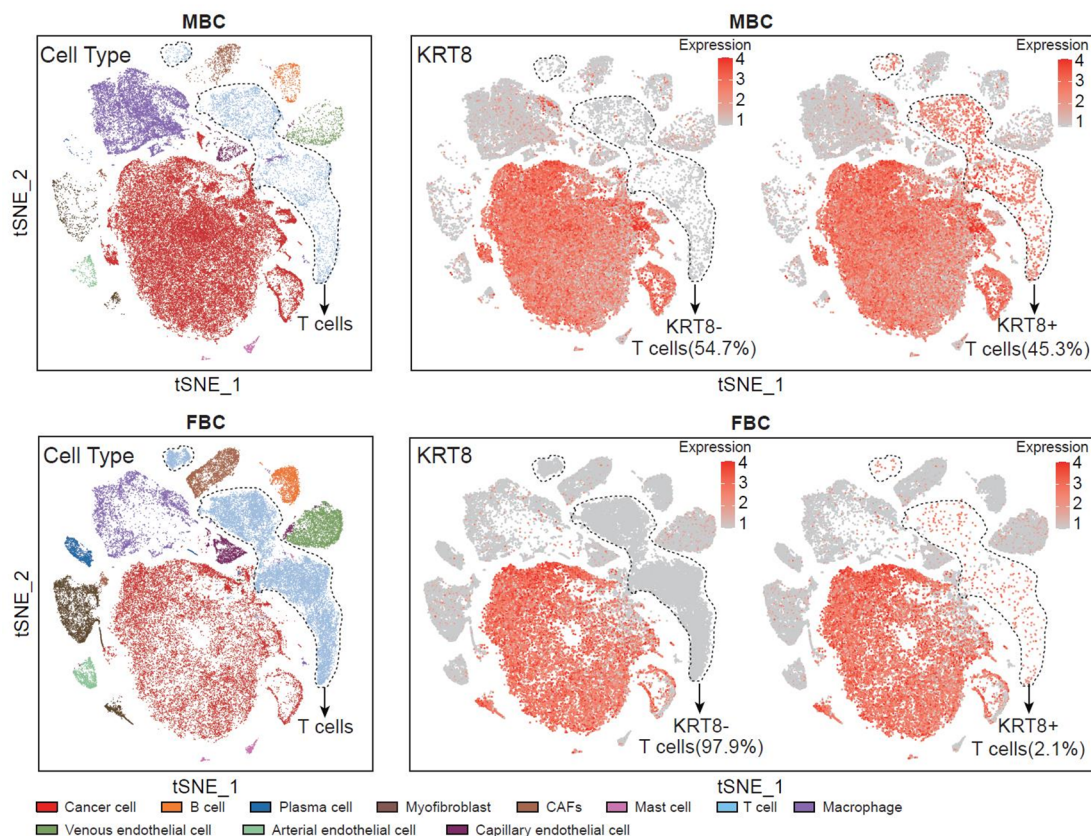 MBC
MBC
Cell Type
KRT8
Expression
4
3
2
1
Expression
4
3
2
1
tSNE_2
T cells
KRT8-
T cells(54.7%)
KRT8+
T cells(45.3%)
tSNE_1
tSNE_1
FBC
FBC
Cell Type
KRT8
Expression
4
3
2
1
Expression
4
3
2
1
tSNE_2
T cells
KRT8-
T cells(97.9%)
KRT8+
T cells(2.1%)
tSNE_1
tSNE_1
Cancer cell
B cell
Plasma cell
Myofibroblast
CAFs
Mast cell
T cell
Macrophage
Venous endothelial cell
Arterial endothelial cell
Capillary endothelial cell